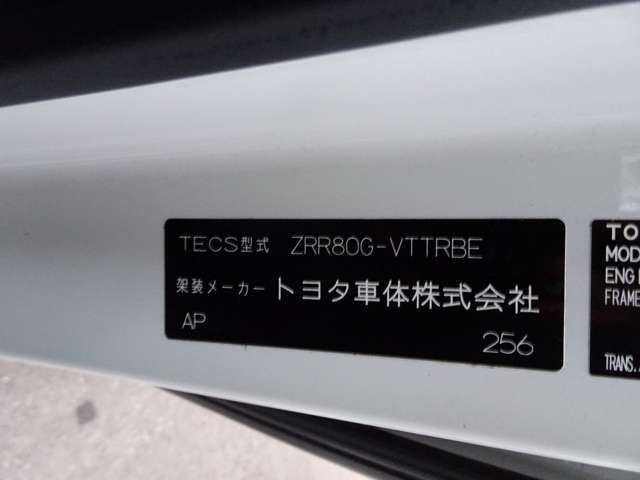 TECS型式 ZRR80G-VTTRBE
架装メーカー トヨタ車体株式会社
AP
256
TO
MOD
ENGI
FRAME
TRANS.